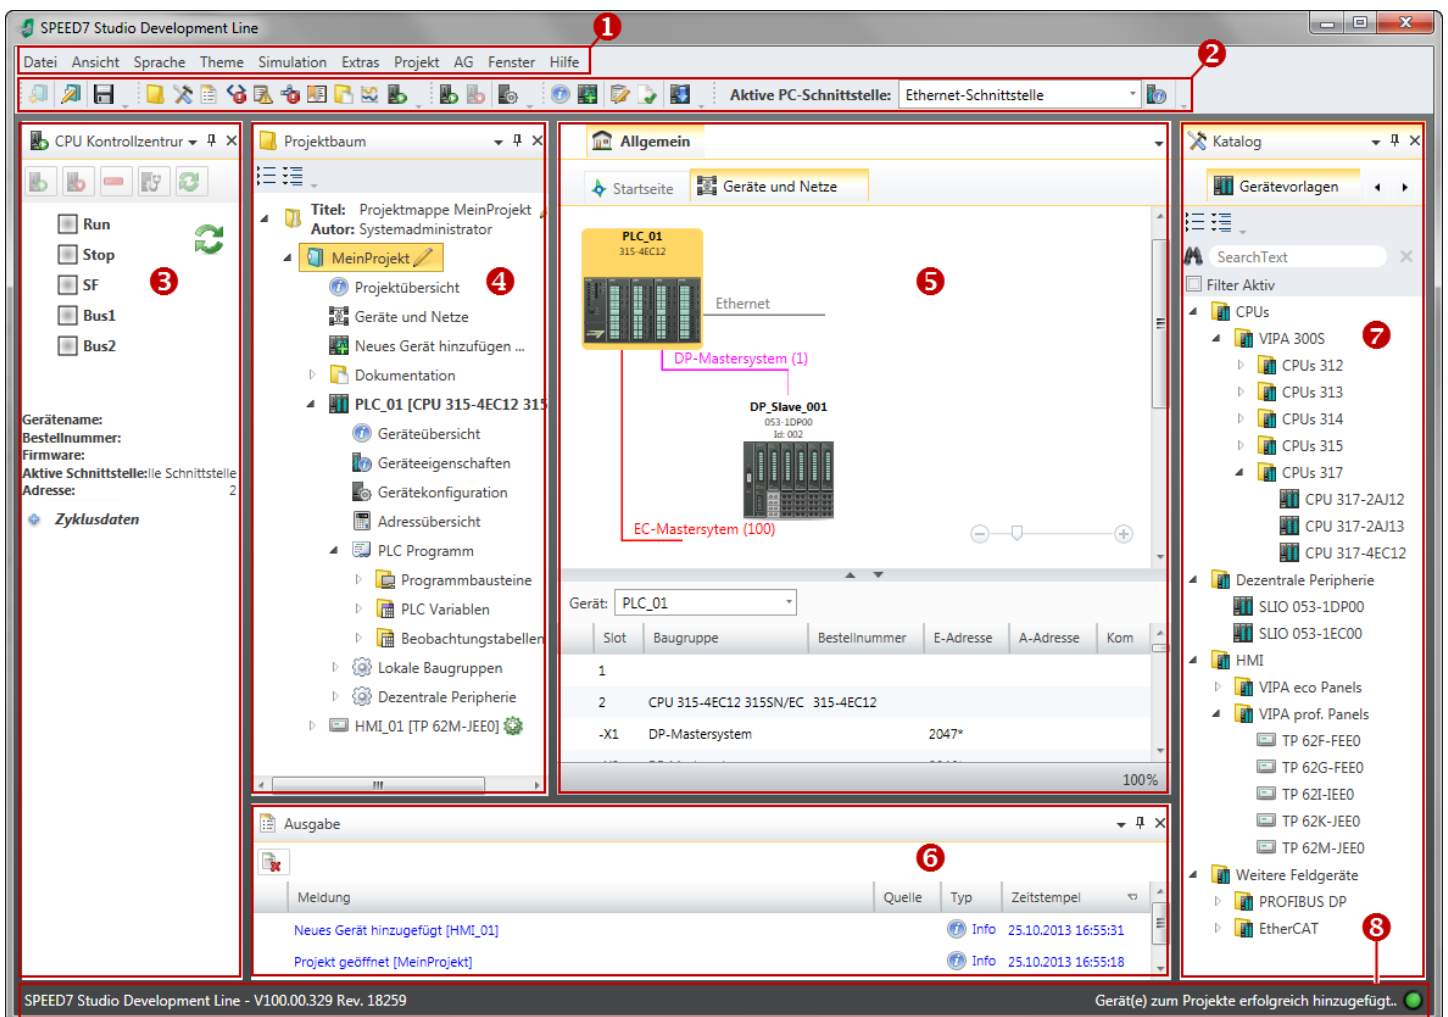 SPEED7 Studio Development Line
1
Datei Ansicht Sprache Theme Simulation Extras Projekt AG Fenster Hilfe
2
Aktive PC-Schnittstelle: Ethernet-Schnittstelle
CPU Kontrollzentrur
Run
Stop
SF
Bus1
Bus2
3
Gerätename:
Bestellnummer:
Firmware:
Aktive Schnittstelle:lle Schnittstelle
Adresse: 2
Zyklusdaten
Projektbaum
Titel: Projektmappe MeinProjekt
Autor: Systemadministrator
MeinProjekt
4
Projektübersicht
Geräte und Netze
Neues Gerät hinzufügen ...
Dokumentation
PLC_01 [CPU 315-4EC12 315
Geräteübersicht
Geräteeigenschaften
Gerätekonfiguration
Adressübersicht
PLC Programm
Programmbausteine
PLC Variablen
Beobachtungstabellen
Lokale Baugruppen
Dezentrale Peripherie
HMI_01 [TP 62M-JEE0]
Allgemein
Startseite Geräte und Netze
PLC_01
315-4EC12
5
Ethernet
DP-Mastersystem (1)
DP_Slave_001
053-1DP00
Id: 002
EC-Mastersytem (100)
Gerät: PLC_01
Slot Baugruppe Bestellnummer E-Adresse A-Adresse Kom
1
2 CPU 315-4EC12 315SN/EC 315-4EC12
-X1 DP-Mastersystem 2047*
100%
Ausgabe
6
Meldung Quelle Typ Zeitstempel
Neues Gerät hinzugefügt [HMI_01] Info 25.10.2013 16:55:31
Projekt geöffnet [MeinProjekt] Info 25.10.2013 16:55:18
Katalog
Gerätevorlagen
SearchText
Filter Aktiv
CPUs
VIPA 300S
7
CPUs 312
CPUs 313
CPUs 314
CPUs 315
CPUs 317
CPU 317-2AJ12
CPU 317-2AJ13
CPU 317-4EC12
Dezentrale Peripherie
SLIO 053-1DP00
SLIO 053-1EC00
HMI
VIPA eco Panels
VIPA prof. Panels
TP 62F-FEE0
TP 62G-FEE0
TP 62I-IEE0
TP 62K-JEE0
TP 62M-JEE0
Weitere Feldgeräte
PROFIBUS DP
EtherCAT
8
SPEED7 Studio Development Line - V100.00.329 Rev. 18259
Gerät(e) zum Projekte erfolgreich hinzugefügt..